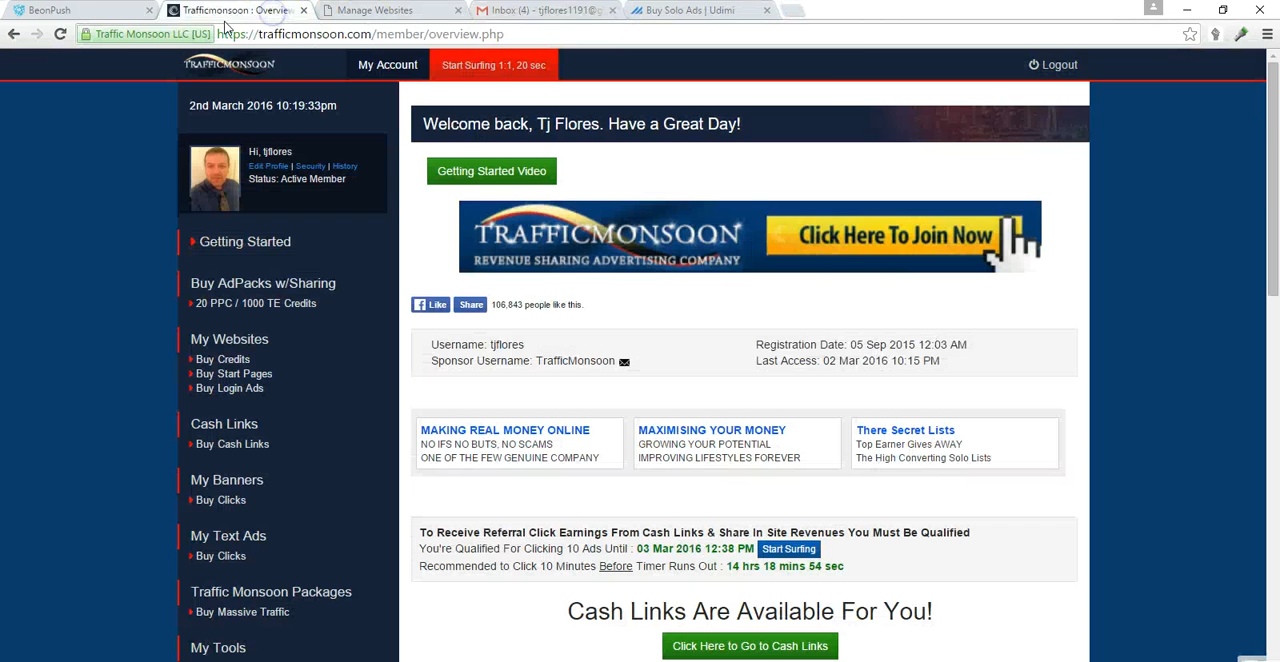 BeonPush
Trafficmonsoon : Overview
Manage Websites
Inbox (4) - tjflores1191@g
Buy Solo Ads | Udimi
Traffic Monsoon LLC [US]
https://trafficmonsoon.com/member/overview.php
TRAFFICMONSOON
My Account
Start Surfing 1:1, 20 sec
Logout
2nd March 2016 10:19:33pm
Hi, tjflores
Edit Profile | Security | History
Status: Active Member
Getting Started
Buy AdPacks w/Sharing
20 PPC / 1000 TE Credits
My Websites
Buy Credits
Buy Start Pages
Buy Login Ads
Cash Links
Buy Cash Links
My Banners
Buy Clicks
My Text Ads
Buy Clicks
Traffic Monsoon Packages
Buy Massive Traffic
My Tools
Welcome back, Tj Flores. Have a Great Day!
Getting Started Video
TRAFFICMONSOON
REVENUE SHARING ADVERTISING COMPANY
Click Here To Join Now
Like
Share
106,843 people like this.
Username: tjflores
Registration Date: 05 Sep 2015 12:03 AM
Sponsor Username: TrafficMonsoon
Last Access: 02 Mar 2016 10:15 PM
MAKING REAL MONEY ONLINE
NO IFS NO BUTS, NO SCAMS
ONE OF THE FEW GENUINE COMPANY
MAXIMISING YOUR MONEY
GROWING YOUR POTENTIAL
IMPROVING LIFESTYLES FOREVER
There Secret Lists
Top Earner Gives AWAY
The High Converting Solo Lists
To Receive Referral Click Earnings From Cash Links & Share In Site Revenues You Must Be Qualified
You're Qualified For Clicking 10 Ads Until : 03 Mar 2016 12:38 PM Start Surfing
Recommended to Click 10 Minutes Before Timer Runs Out : 14 hrs 18 mins 54 sec
Cash Links Are Available For You!
Click Here to Go to Cash Links